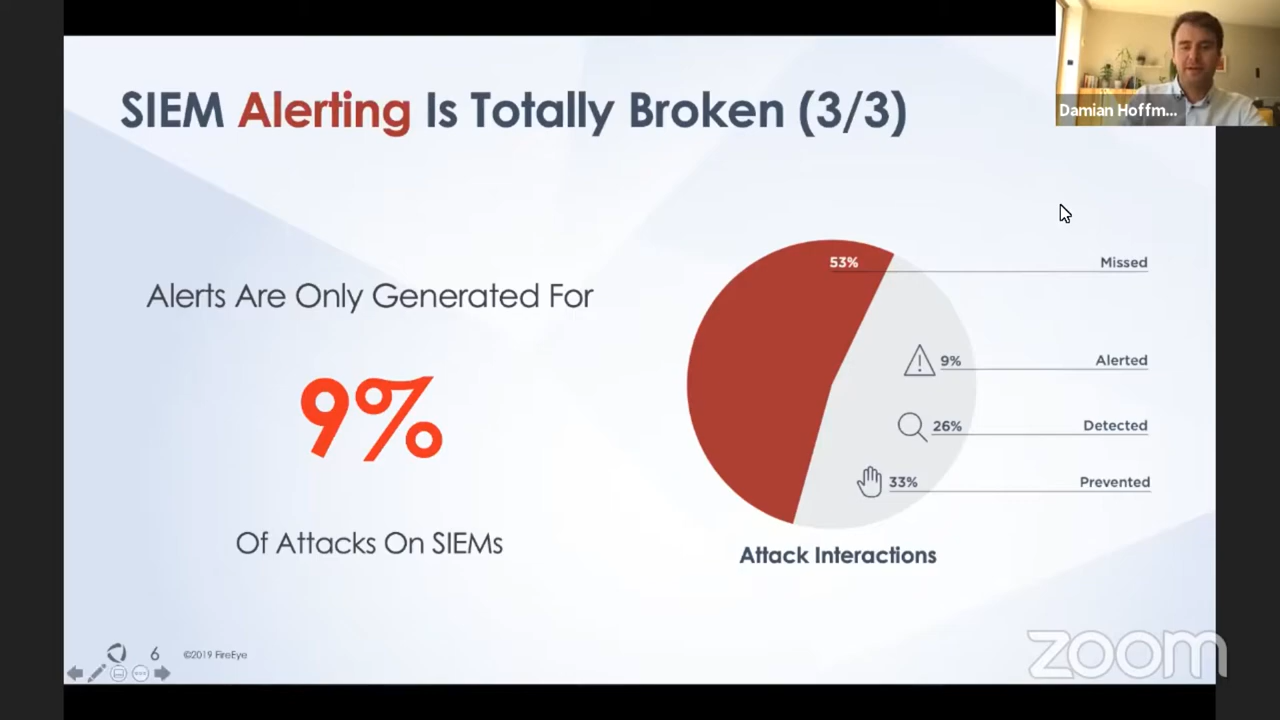 SIEM Alerting Is Totally Broken (3/3)
Damian Hoffm...
Alerts Are Only Generated For
9%
Of Attacks On SIEMs
53% Missed
9% Alerted
26% Detected
33% Prevented
Attack Interactions
6 ©2019 FireEye
zoom